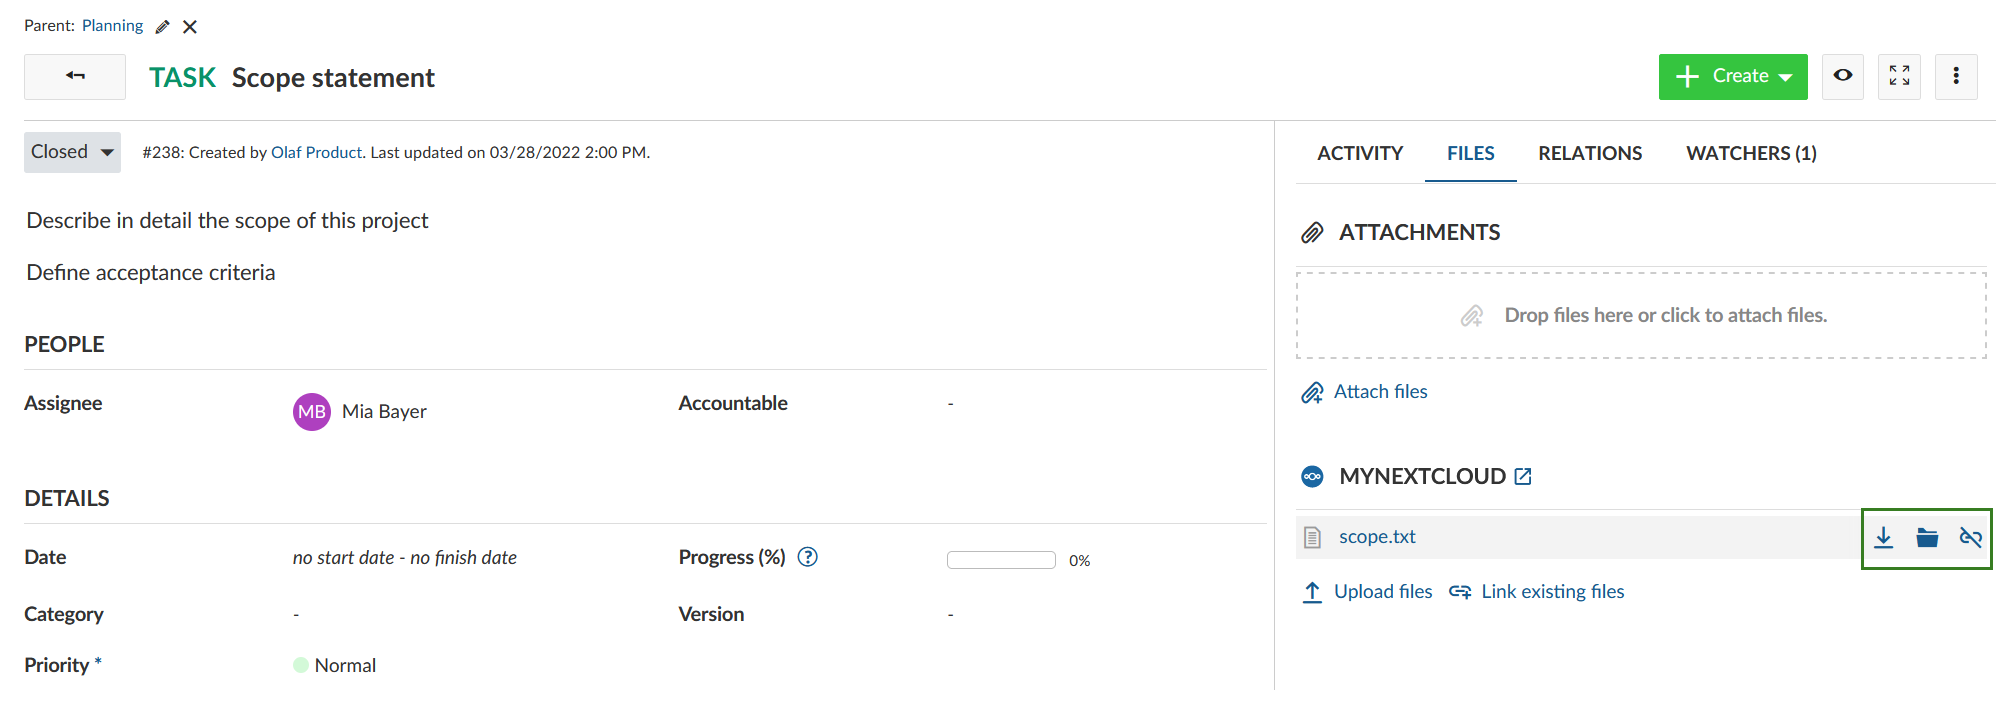 Parent: Planning
TASK Scope statement
Create
Closed
#238: Created by Olaf Product. Last updated on 03/28/2022 2:00 PM.
Describe in detail the scope of this project
Define acceptance criteria
PEOPLE
Assignee
MB Mia Bayer
Accountable
-
DETAILS
Date
no start date - no finish date
Progress (%) ?
0%
Category
-
Version
-
Priority *
Normal
ACTIVITY FILES RELATIONS WATCHERS (1)
ATTACHMENTS
Drop files here or click to attach files.
Attach files
MYNEXTCLOUD
scope.txt
Upload files Link existing files